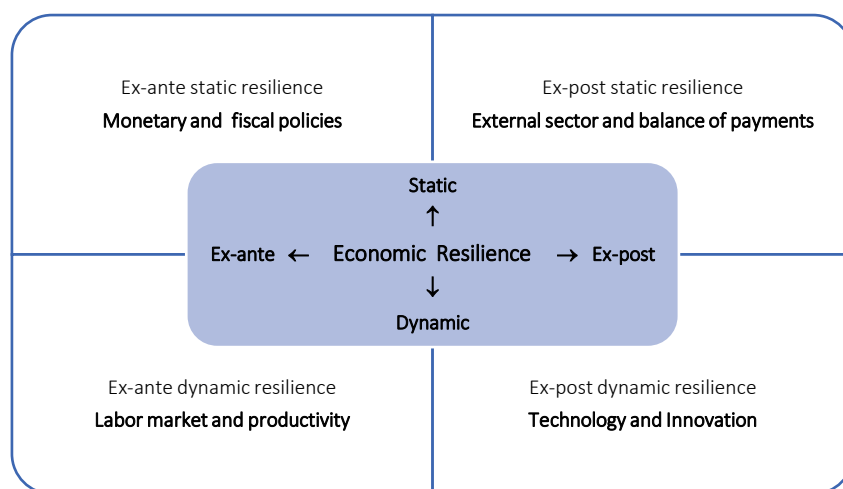 Ex-ante static resilience
Monetary and fiscal policies
Ex-post static resilience
External sector and balance of payments
Static
↑
Ex-ante ← Economic Resilience → Ex-post
↓
Dynamic
Ex-ante dynamic resilience
Labor market and productivity
Ex-post dynamic resilience
Technology and Innovation